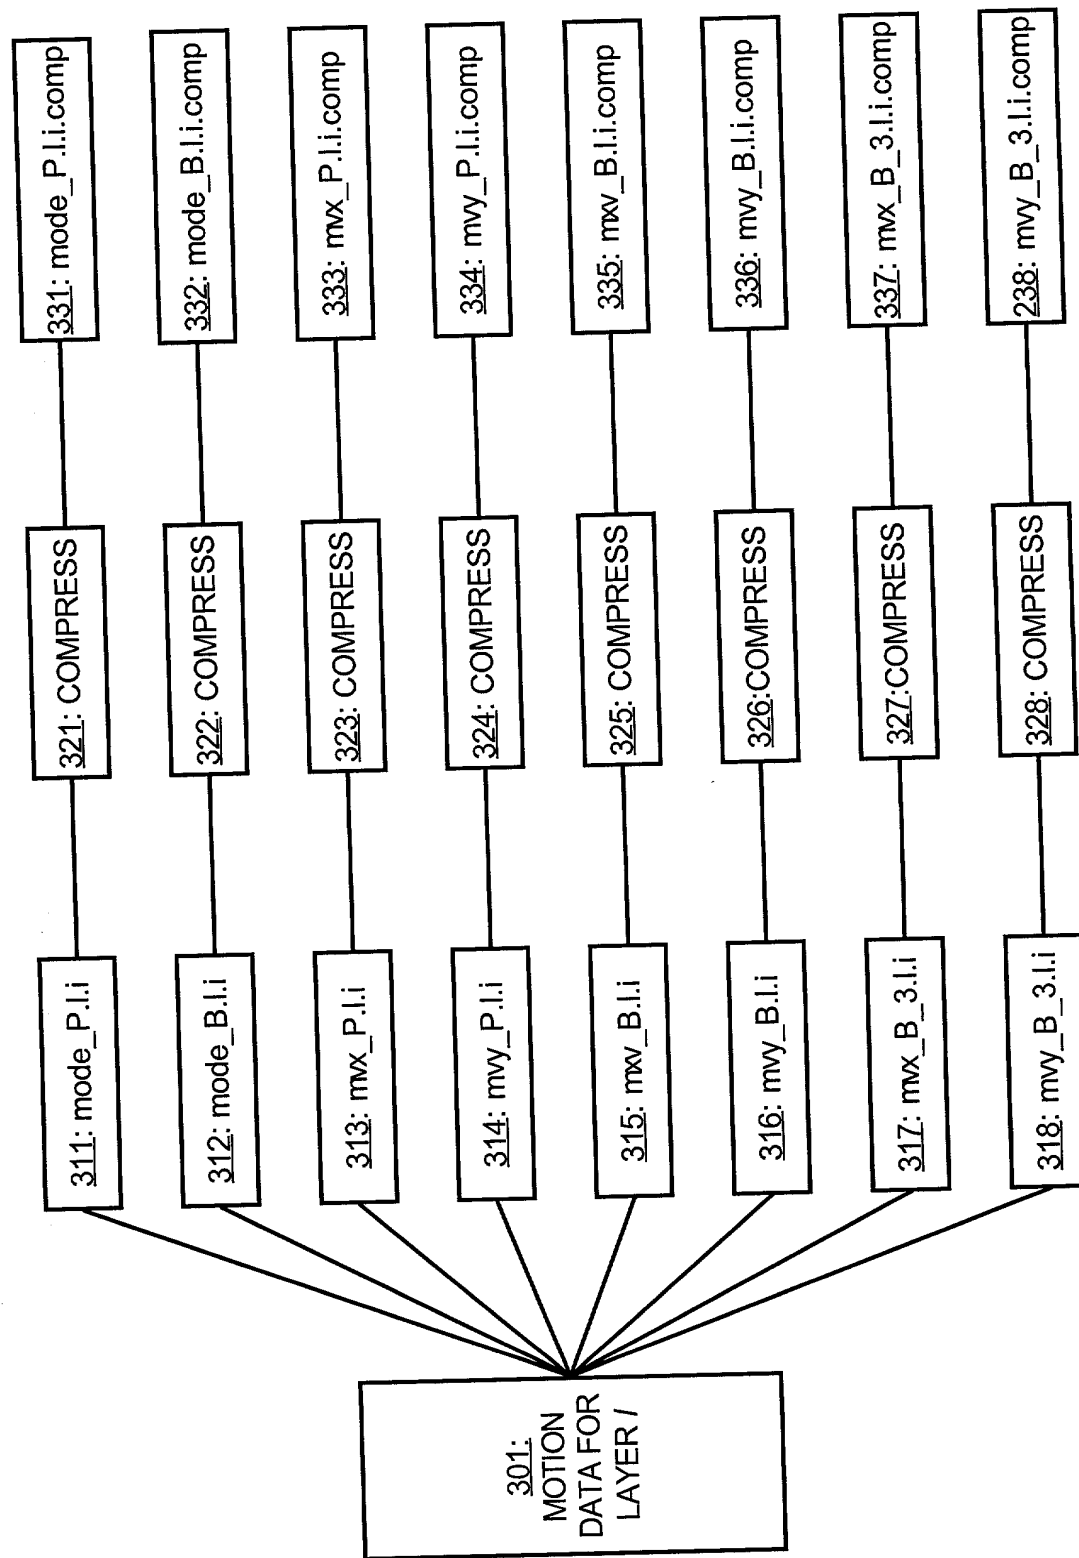 301:
MOTION
DATA FOR
LAYER l
311: mode_P.l.i
321: COMPRESS
331: mode_P.l.i.comp
312: mode_B.l.i
322: COMPRESS
332: mode_B.l.i.comp
313: mvx_P.l.i
323: COMPRESS
333: mvx_P.l.i.comp
314: mvy_P.l.i
324: COMPRESS
334: mvy_P.l.i.comp
315: mxv_B.l.i
325: COMPRESS
335: mxv_B.l.i.comp
316: mvy_B.l.i
326:COMPRESS
336: mvy_B.l.i.comp
317: mvx_B_3.l.i
327:COMPRESS
337: mvx_B_3.l.i.comp
318: mvy_B_3.l.i
328: COMPRESS
238: mvy_B_3.l.i.comp